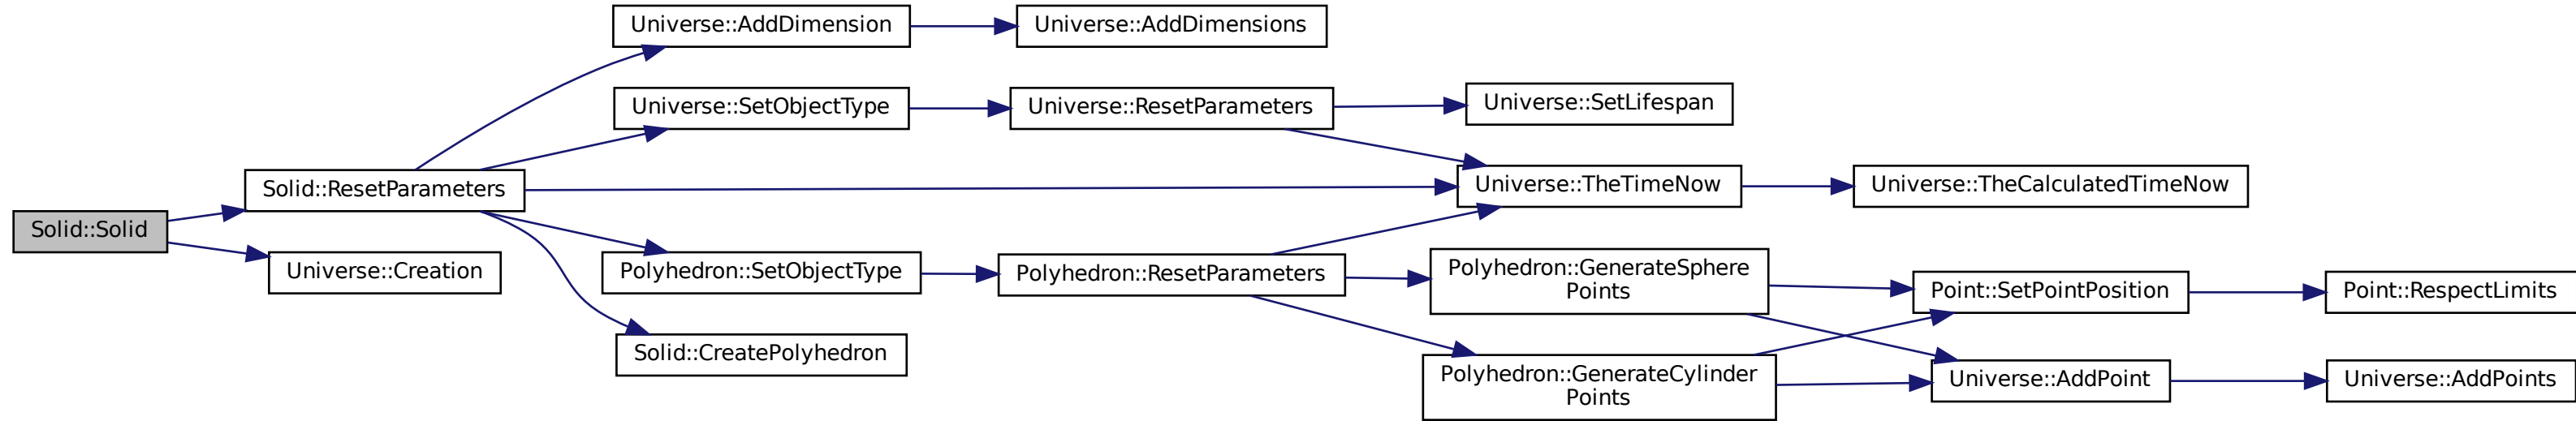 Universe::AddDimension
Universe::AddDimensions
Universe::SetObjectType
Universe::ResetParameters
Universe::SetLifespan
Solid::ResetParameters
Universe::TheTimeNow
Universe::TheCalculatedTimeNow
Solid::Solid
Universe::Creation
Polyhedron::SetObjectType
Polyhedron::ResetParameters
Polyhedron::GenerateSphere
Points
Point::SetPointPosition
Point::RespectLimits
Solid::CreatePolyhedron
Polyhedron::GenerateCylinder
Points
Universe::AddPoint
Universe::AddPoints